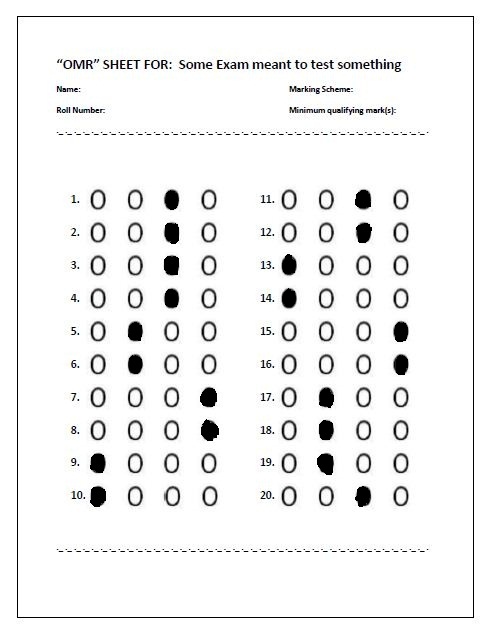 “OMR” SHEET FOR: Some Exam meant to test something
Name: Marking Scheme:
Roll Number: Minimum qualifying mark(s):
1. O O ● O 11. O O ● O
2. O O ● O 12. O O ● O
3. O O ● O 13. ● O O O
4. O O ● O 14. ● O O O
5. O ● O O 15. O O O ●
6. O ● O O 16. O O O ●
7. O O O ● 17. O ● O O
8. O O O ● 18. O ● O O
9. ● O O O 19. O ● O O
10. ● O O O 20. O O ● O